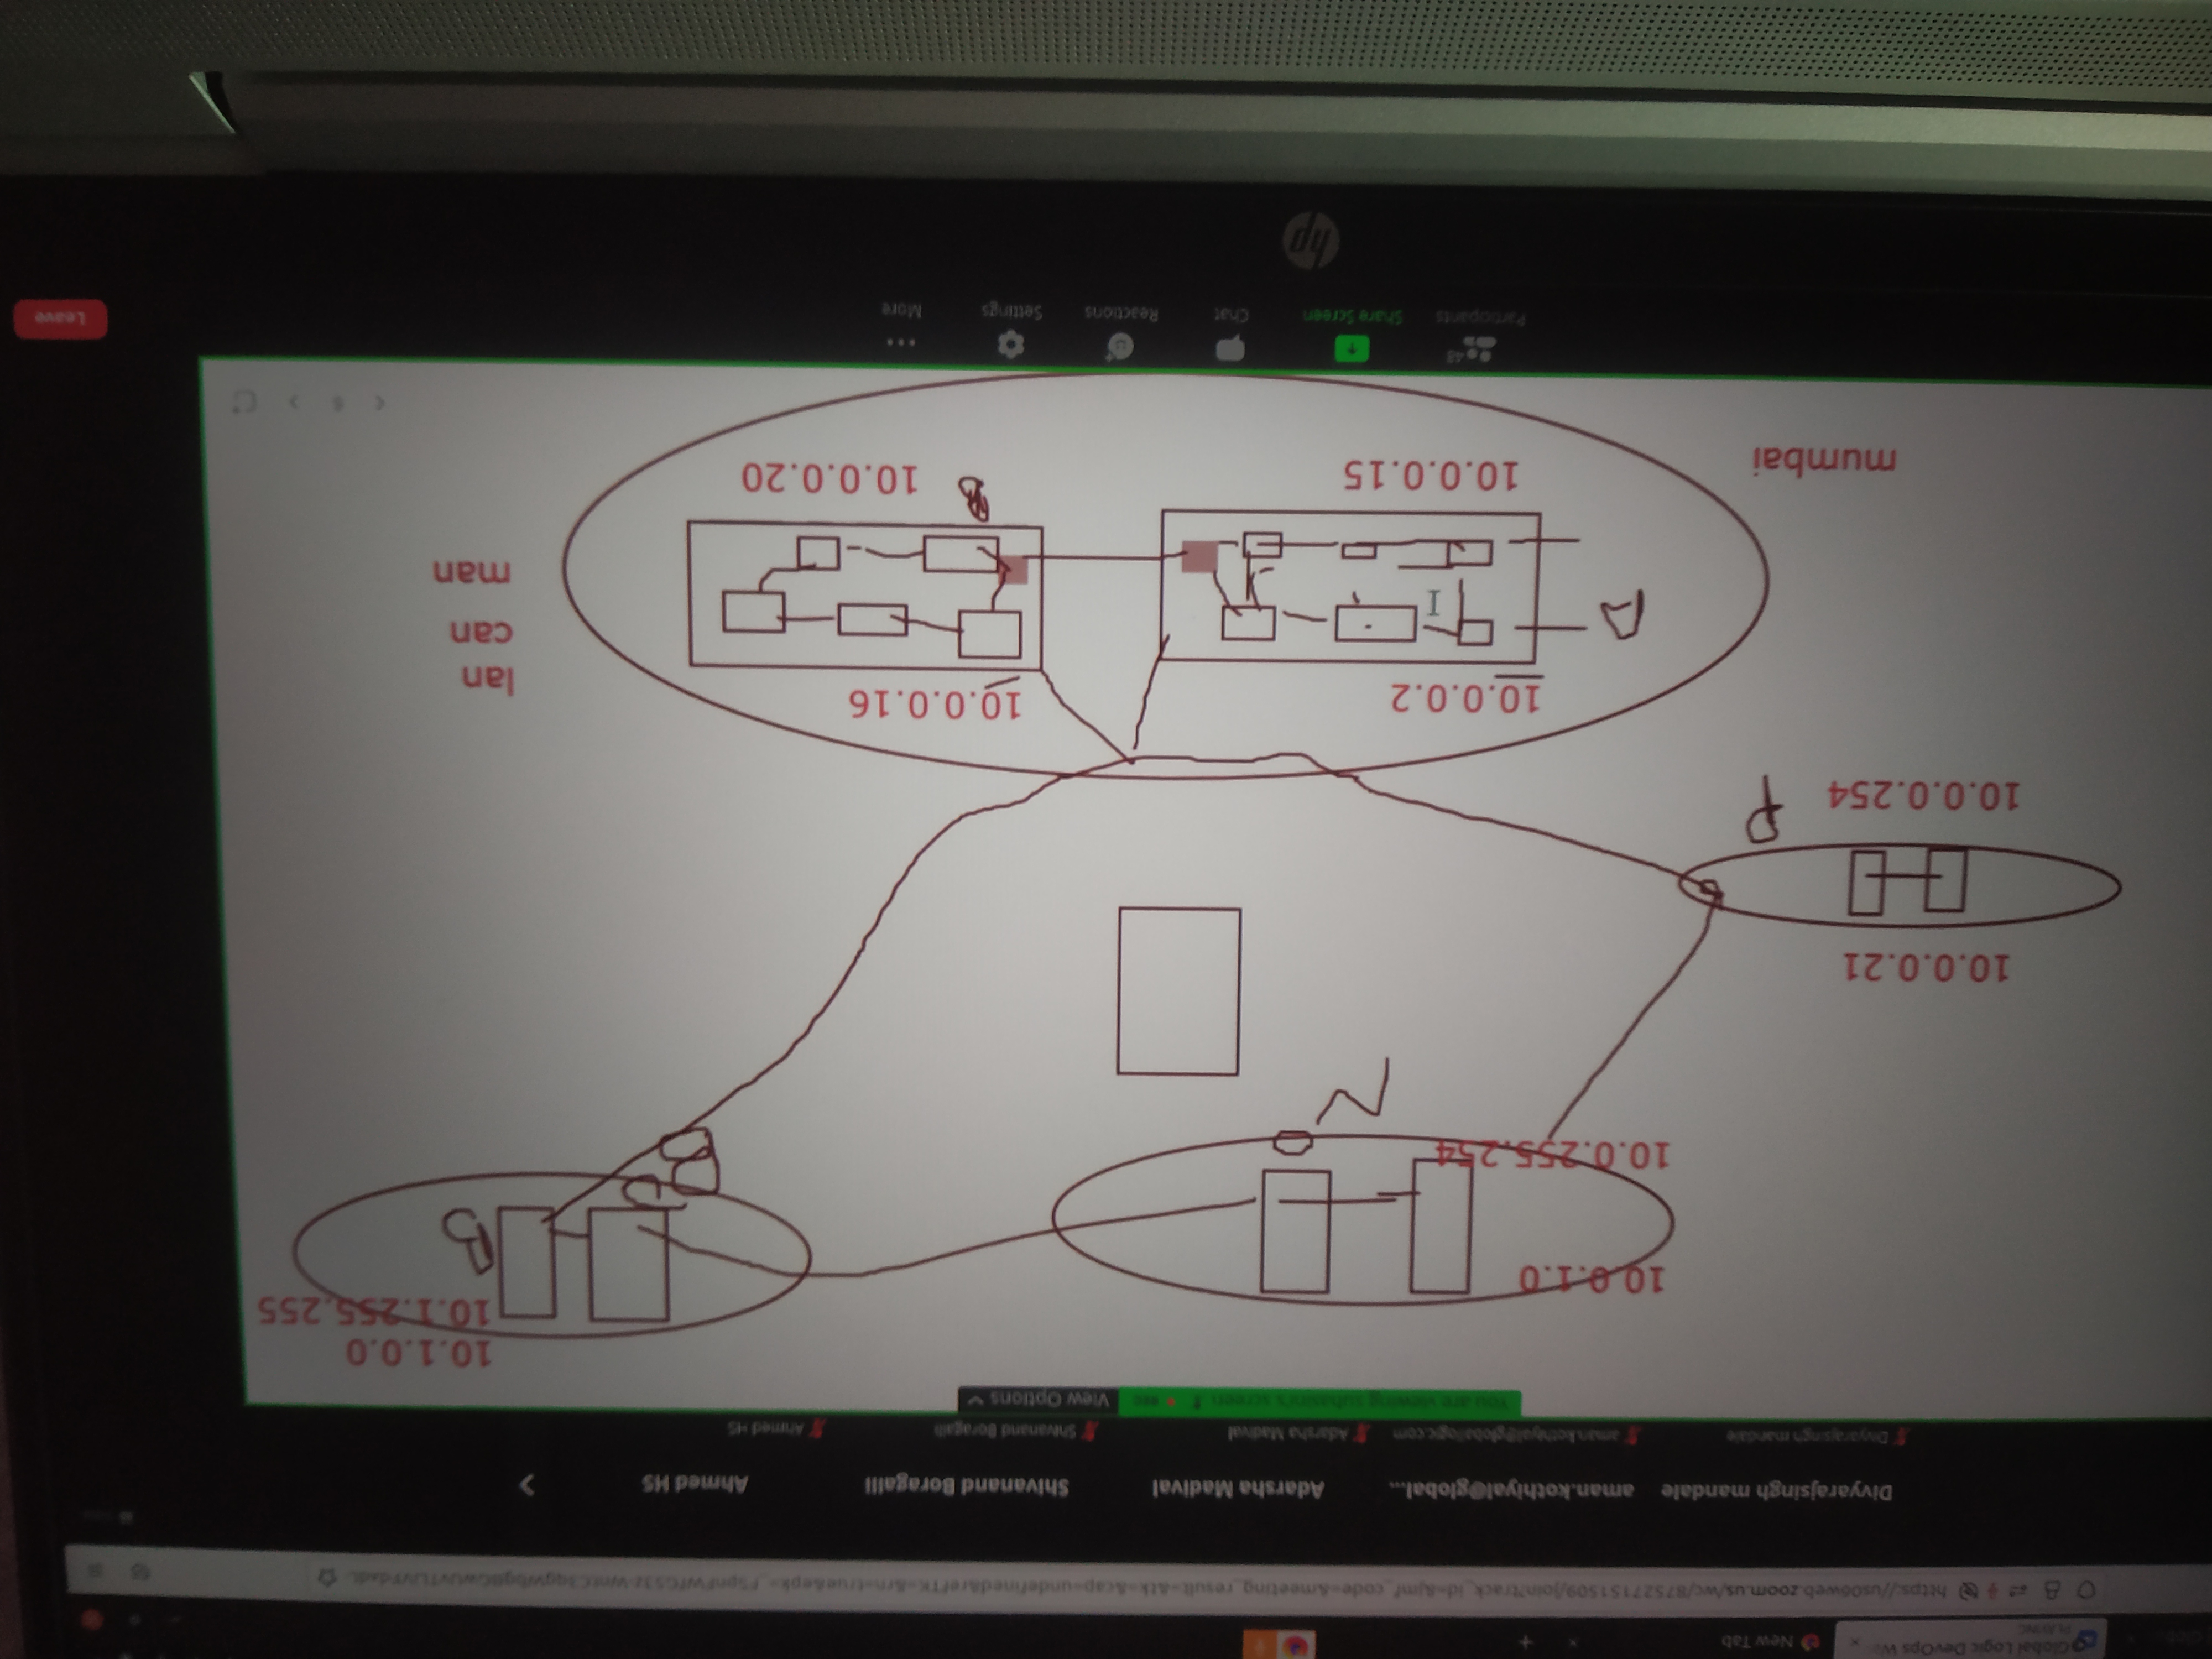 Global Logic DevOps
PLAYING
New Tab
https://us06web.zoom.us/wc/87527151509/join?track_id=&jmf_code=&meeting_result=&tk=&cap=undefined&refTK=&rn=true&epk=
Divyarajsingh mandale
aman.kothiyal@global...
Adarsha Madival
Shivanand Boragalli
Ahmed HS
Divyarajsingh mandale
aman.kothiyal@globallogic.com
Adarsha Madival
Shivanand Boragalli
Ahmed HS
You are viewing suhasini's screen
REC
View Options
10.1.0.0
10.1.255.255
10.0.1.0
B
10.0.255.254
N
10.0.0.21
10.0.0.254
P
10.0.0.2
10.0.0.16
lan
can
man
A
B
10.0.0.15
10.0.0.20
mumbai
6
48
Participants
Share Screen
Chat
Reactions
Settings
More
Leave
hp